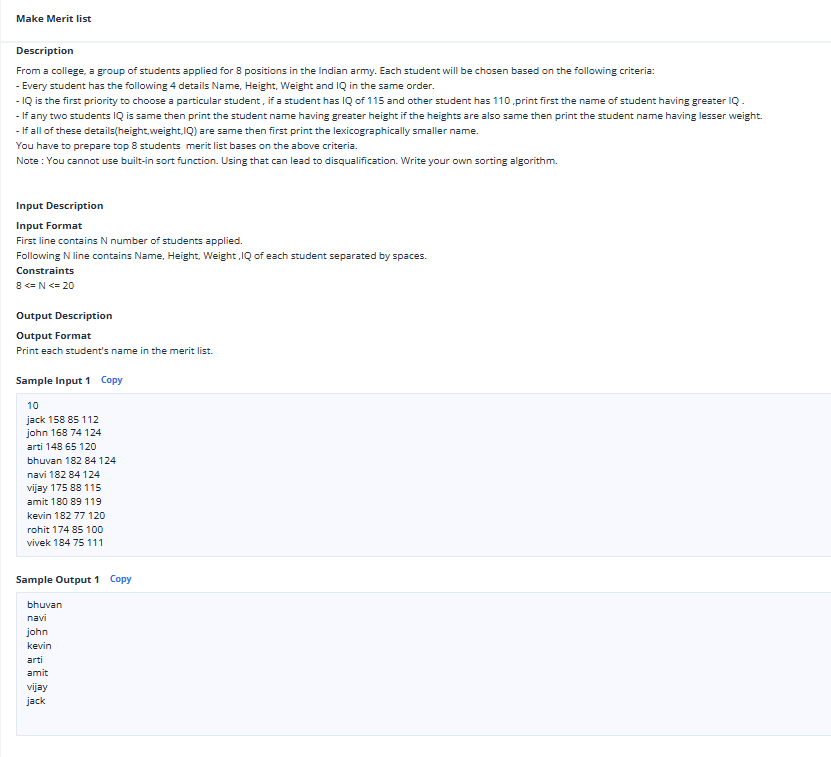 Make Merit list
Description
From a college, a group of students applied for 8 positions in the Indian army. Each student will be chosen based on the following criteria:
- Every student has the following 4 details Name, Height, Weight and IQ in the same order.
- IQ is the first priority to choose a particular student , if a student has IQ of 115 and other student has 110 ,print first the name of student having greater IQ .
- If any two students IQ is same then print the student name having greater height if the heights are also same then print the student name having lesser weight.
- If all of these details(height,weight,IQ) are same then first print the lexicographically smaller name.
You have to prepare top 8 students  merit list bases on the above criteria.
Note : You cannot use built-in sort function. Using that can lead to disqualification. Write your own sorting algorithm.
Input Description
Input Format
First line contains N number of students applied.
Following N line contains Name, Height, Weight ,IQ of each student separated by spaces.
Constraints
8 <= N <= 20
Output Description
Output Format
Print each student's name in the merit list.
Sample Input 1 Copy
10
jack 158 85 112
john 168 74 124
arti 148 65 120
bhuvan 182 84 124
navi 182 84 124
vijay 175 88 115
amit 180 89 119
kevin 182 77 120
rohit 174 85 100
vivek 184 75 111
Sample Output 1 Copy
bhuvan
navi
john
kevin
arti
amit
vijay
jack